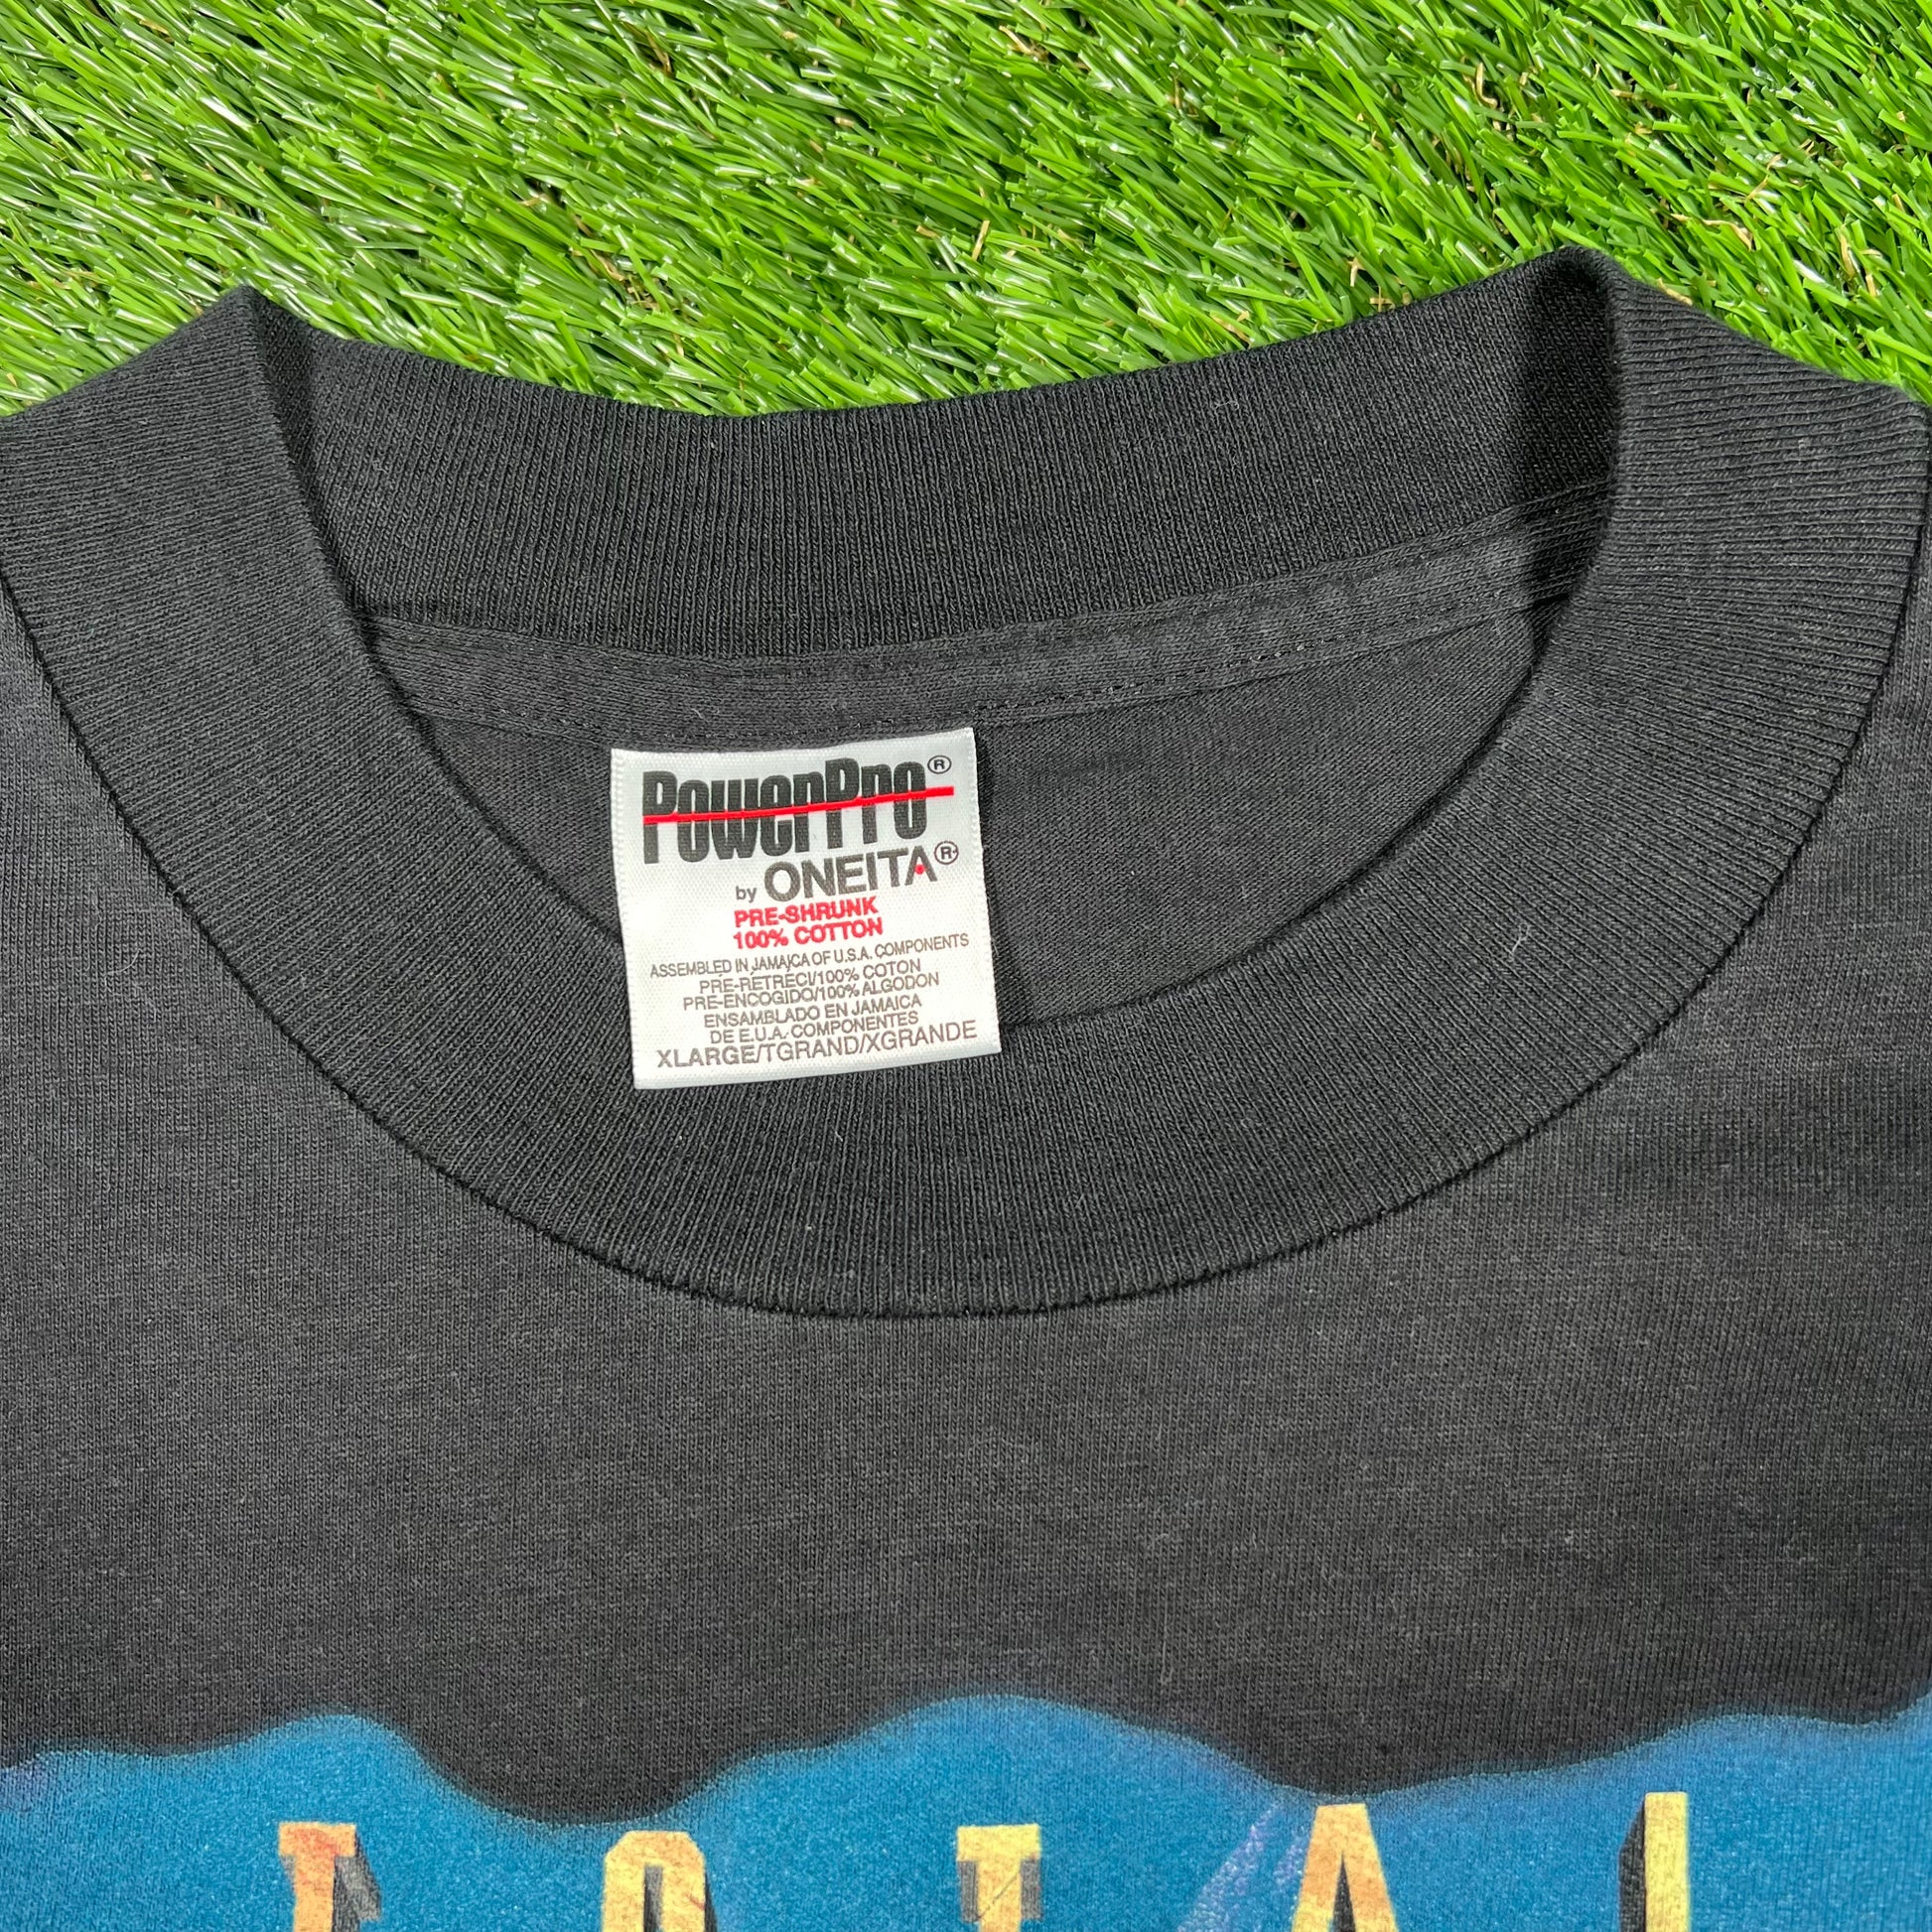 PowerPro®
by ONEITA®
PRE-SHRUNK
100% COTTON
ASSEMBLED IN JAMAICA OF U.S.A. COMPONENTS
PRE-RETRECI/100% COTON
PRE-ENCOGIDO/100% ALGODON
ENSAMBLADO EN JAMAICA
DE E.U.A. COMPONENTES
XLARGE/TGRAND/XGRANDE
TOTAL